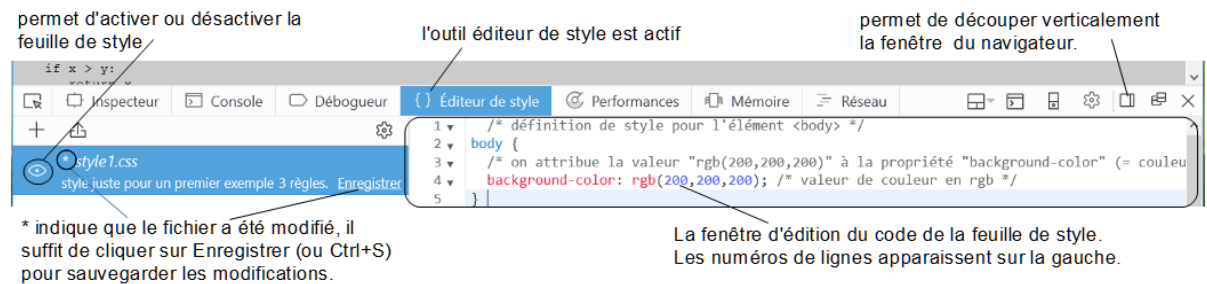 permet d'activer ou désactiver la
feuille de style
l'outil éditeur de style est actif
permet de découper verticalement
la fenêtre du navigateur.
if x > y:
return x
Inspecteur
Console
Débogueur
{ } Éditeur de style
Performances
Mémoire
Réseau
* style1.css
style juste pour un premier exemple 3 règles. Enregistrer
1 /* définition de style pour l'élément <body> */
2 body {
3 /* on attribue la valeur "rgb(200,200,200)" à la propriété "background-color" (= couleu
4 background-color: rgb(200,200,200); /* valeur de couleur en rgb */
5 }
* indique que le fichier a été modifié, il
suffit de cliquer sur Enregistrer (ou Ctrl+S)
pour sauvegarder les modifications.
La fenêtre d'édition du code de la feuille de style.
Les numéros de lignes apparaissent sur la gauche.